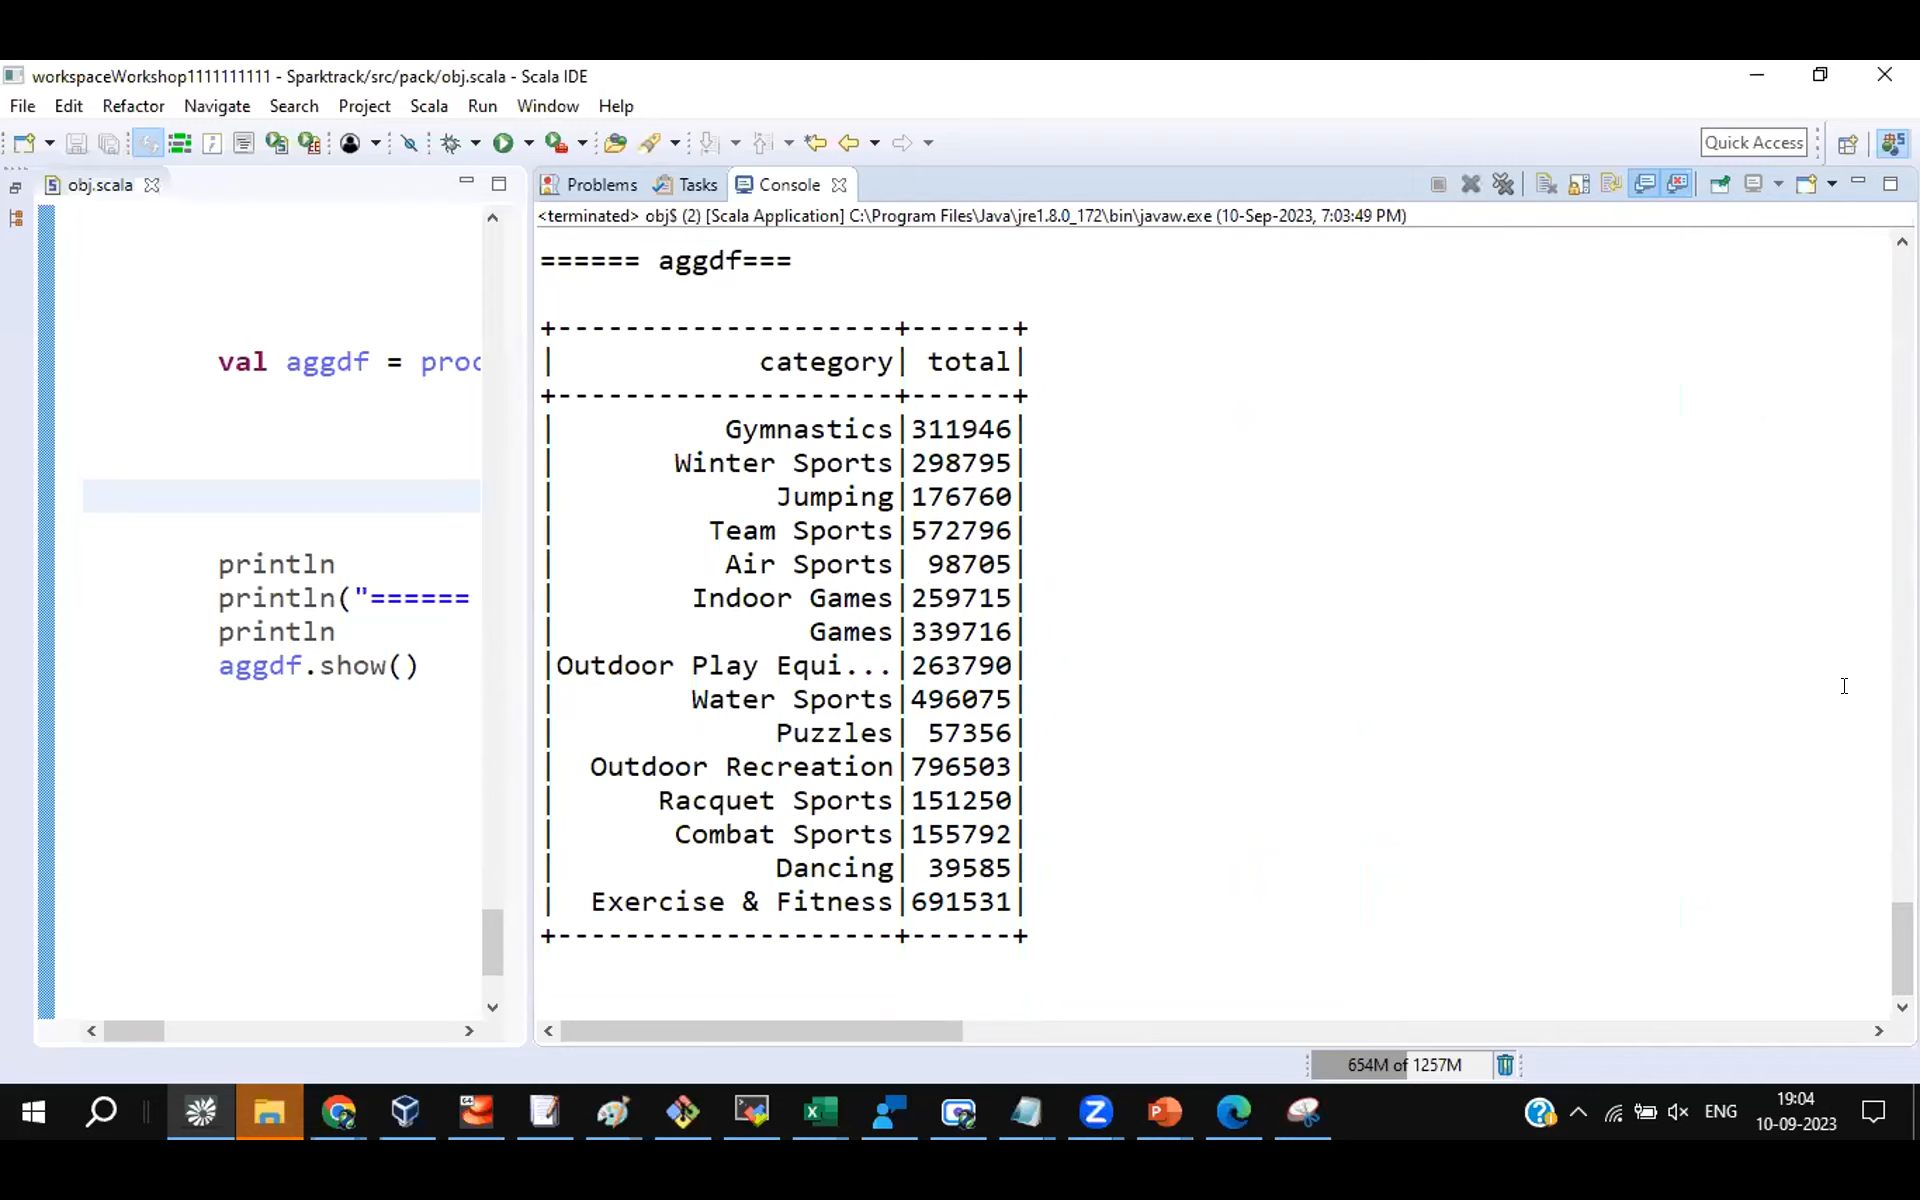 workspaceWorkshop1111111111 - Sparktrack/src/pack/obj.scala - Scala IDE
File Edit Refactor Navigate Search Project Scala Run Window Help
Quick Access
obj.scala
Problems Tasks Console
<terminated> obj$ (2) [Scala Application] C:\Program Files\Java\jre1.8.0_172\bin\javaw.exe (10-Sep-2023, 7:03:49 PM)
val aggdf = proc
println
println("======
println
aggdf.show()
====== aggdf===
+--------------------+------+
|            category| total|
+--------------------+------+
|          Gymnastics|311946|
|       Winter Sports|298795|
|             Jumping|176760|
|         Team Sports|572796|
|          Air Sports| 98705|
|        Indoor Games|259715|
|               Games|339716|
|Outdoor Play Equi...|263790|
|        Water Sports|496075|
|             Puzzles| 57356|
|  Outdoor Recreation|796503|
|      Racquet Sports|151250|
|       Combat Sports|155792|
|             Dancing| 39585|
|  Exercise & Fitness|691531|
+--------------------+------+
654M of 1257M
ENG
19:04
10-09-2023